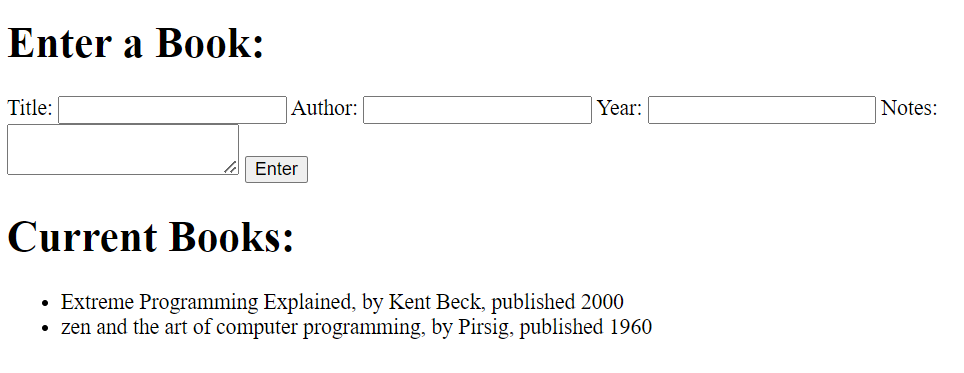 Enter a Book:
Title: Author: Year: Notes:
Enter
Current Books:
Extreme Programming Explained, by Kent Beck, published 2000
zen and the art of computer programming, by Pirsig, published 1960